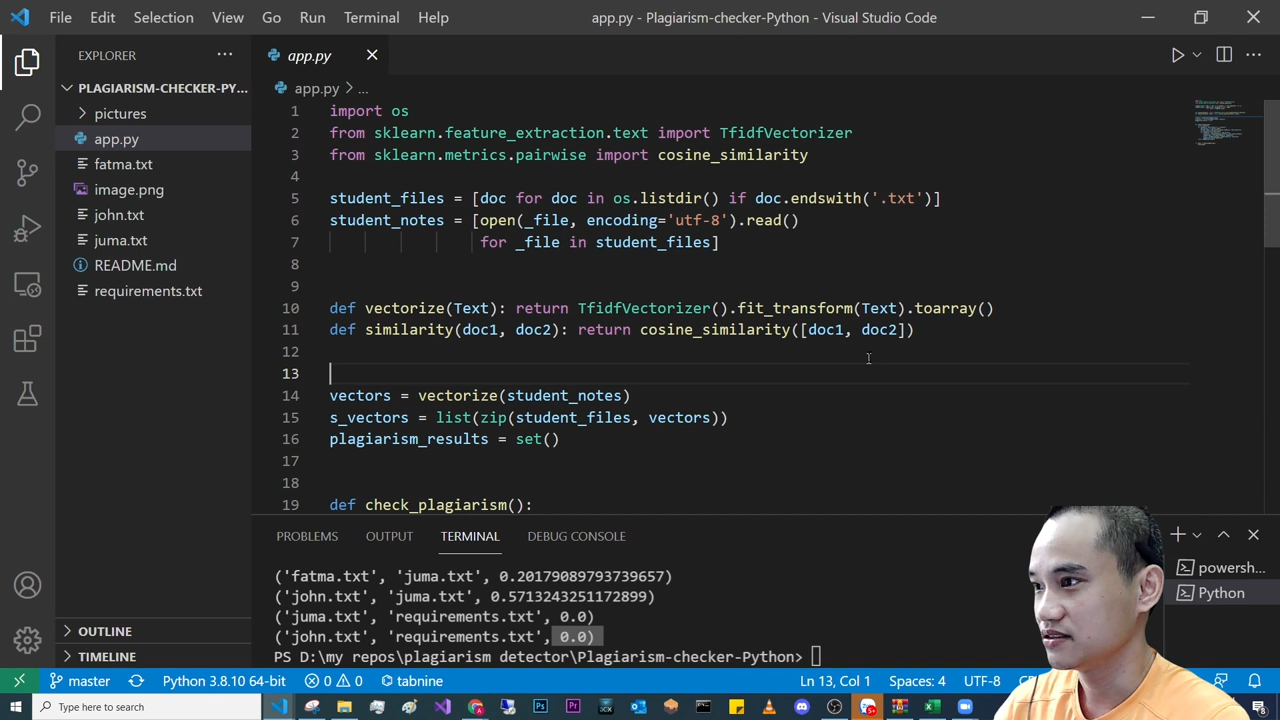 File Edit Selection View Go Run Terminal Help app.py - Plagiarism-checker-Python - Visual Studio Code
EXPLORER ··· app.py
PLAGIARISM-CHECKER-PY... app.py > ...
pictures
app.py
fatma.txt
image.png
john.txt
juma.txt
README.md
requirements.txt
OUTLINE
TIMELINE
1 import os
2 from sklearn.feature_extraction.text import TfidfVectorizer
3 from sklearn.metrics.pairwise import cosine_similarity
4
5 student_files = [doc for doc in os.listdir() if doc.endswith('.txt')]
6 student_notes = [open(_file, encoding='utf-8').read()
7 for _file in student_files]
8
9
10 def vectorize(Text): return TfidfVectorizer().fit_transform(Text).toarray()
11 def similarity(doc1, doc2): return cosine_similarity([doc1, doc2])
12
13
14 vectors = vectorize(student_notes)
15 s_vectors = list(zip(student_files, vectors))
16 plagiarism_results = set()
17
18
19 def check_plagiarism():
PROBLEMS OUTPUT TERMINAL DEBUG CONSOLE
('fatma.txt', 'juma.txt', 0.20179089793739657)
('john.txt', 'juma.txt', 0.5713243251172899)
('juma.txt', 'requirements.txt', 0.0)
('john.txt', 'requirements.txt', 0.0)
PS D:\my repos\plagiarism detector\Plagiarism-checker-Python>
powersh...
Python
master Python 3.8.10 64-bit 0 0 tabnine Ln 13, Col 1 Spaces: 4 UTF-8
Type here to search